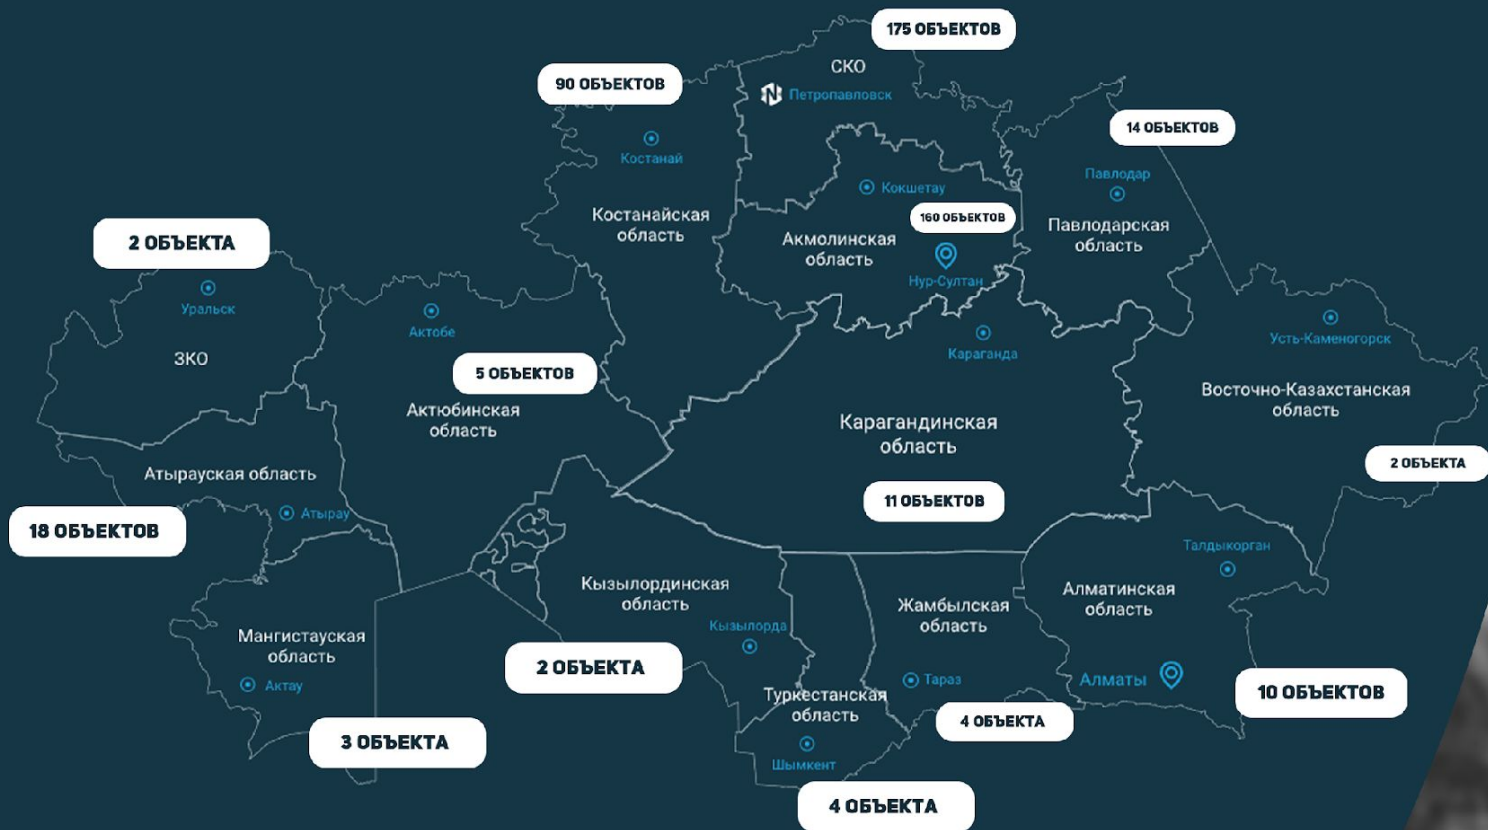 175 ОБЪЕКТОВ
СКО
90 ОБЪЕКТОВ
Петропавловск
14 ОБЪЕКТОВ
Костанай
Павлодар
Кокшетау
Костанайская
область
160 ОБЪЕКТОВ
Павлодарская
область
2 ОБЪЕКТА
Акмолинская
область
Нур-Султан
Уральск
Актобе
Усть-Каменогорск
ЗКО
Караганда
5 ОБЪЕКТОВ
Восточно-Казахстанская
область
Актюбинская
область
Карагандинская
область
Атырауская область
2 ОБЪЕКТА
11 ОБЪЕКТОВ
Атырау
18 ОБЪЕКТОВ
Талдыкорган
Кызылординская
область
Алматинская
область
Жамбылская
область
Кызылорда
Мангистауская
область
2 ОБЪЕКТА
Актау
Тараз
Алматы
10 ОБЪЕКТОВ
Туркестанская
область
4 ОБЪЕКТА
3 ОБЪЕКТА
Шымкент
4 ОБЪЕКТА